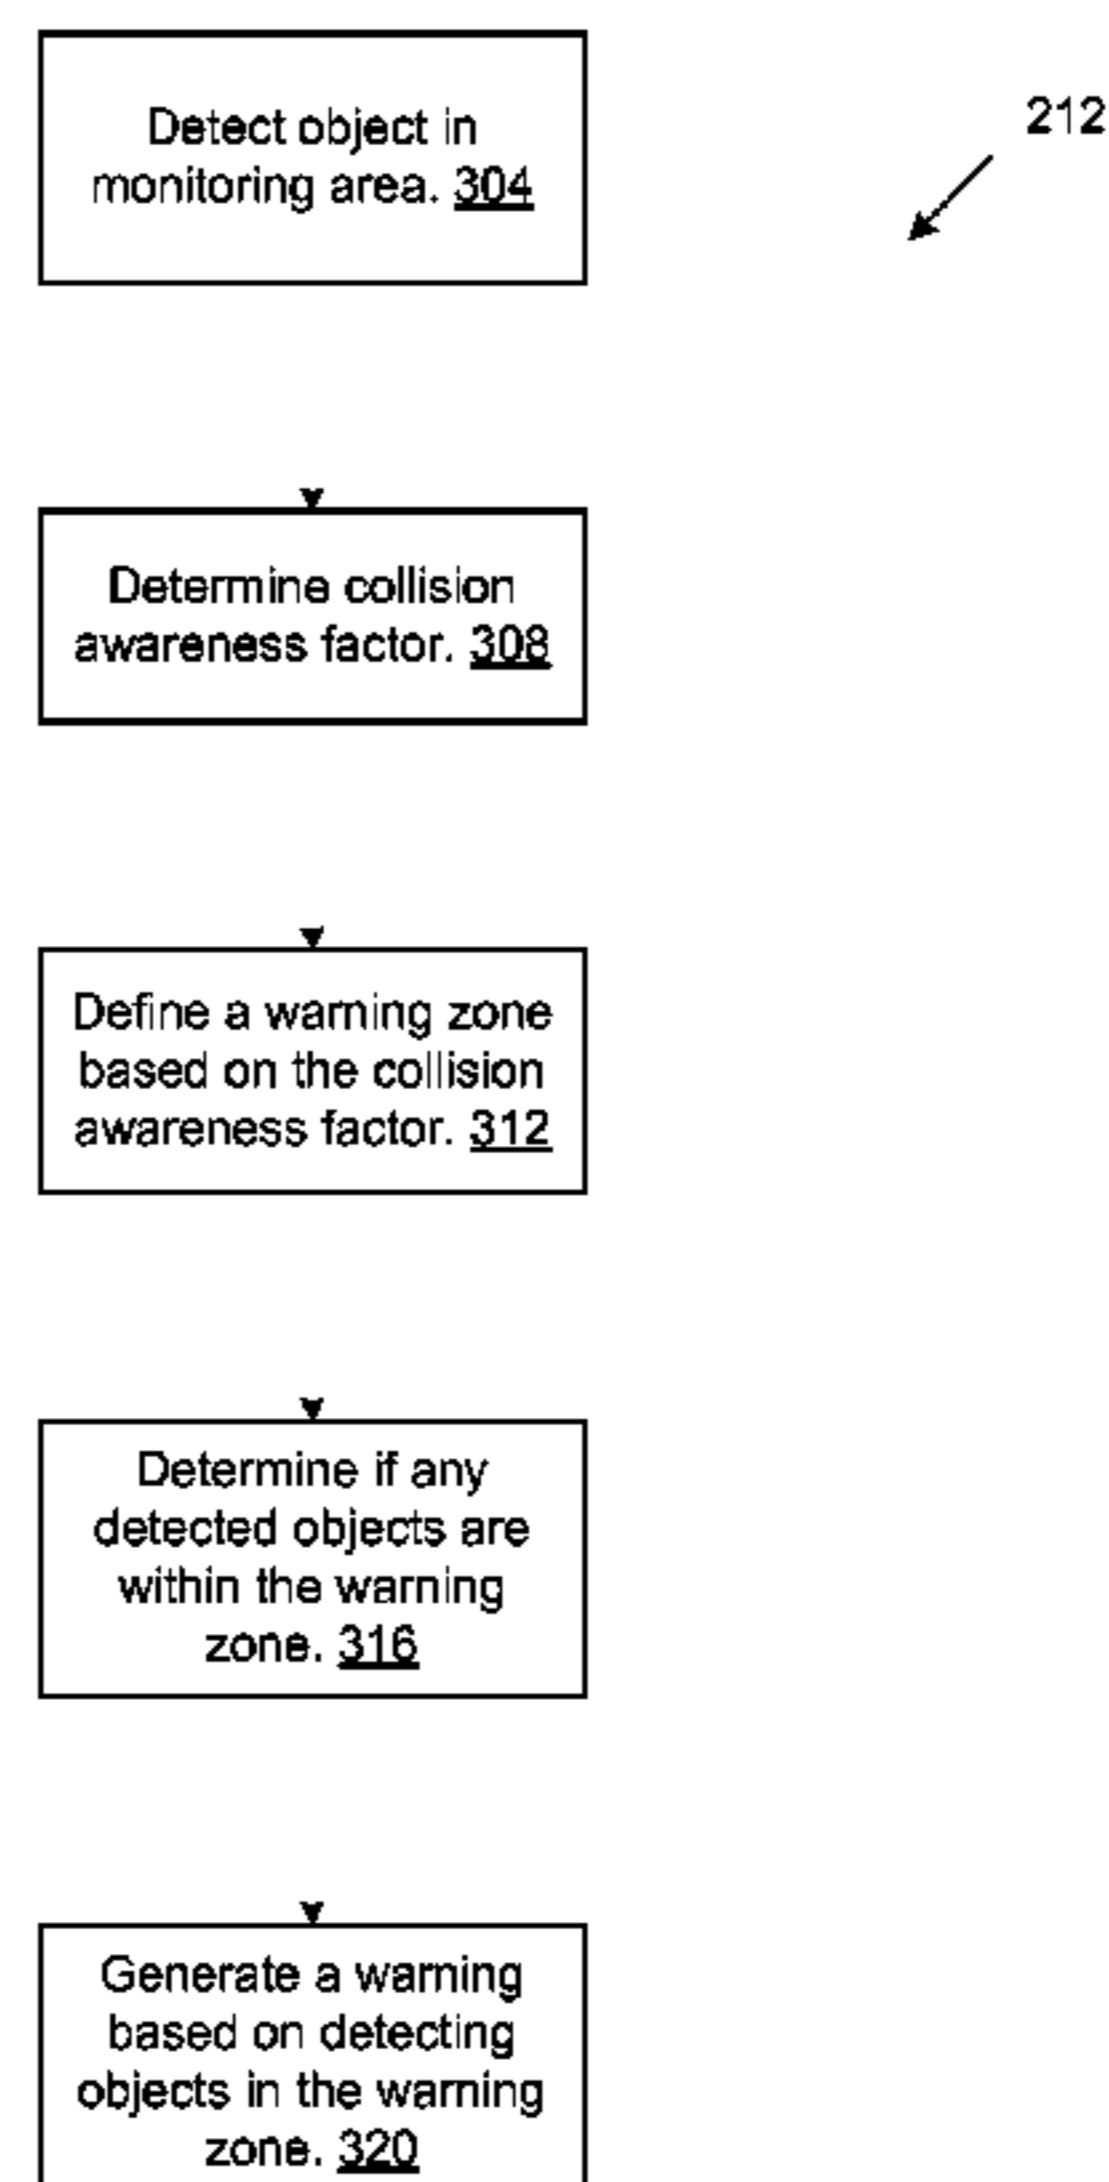 Detect object in
monitoring area. 304
212
Determine collision
awareness factor. 308
Define a warning zone
based on the collision
awareness factor. 312
Determine if any
detected objects are
within the warning
zone. 316
Generate a warning
based on detecting
objects in the warning
zone. 320